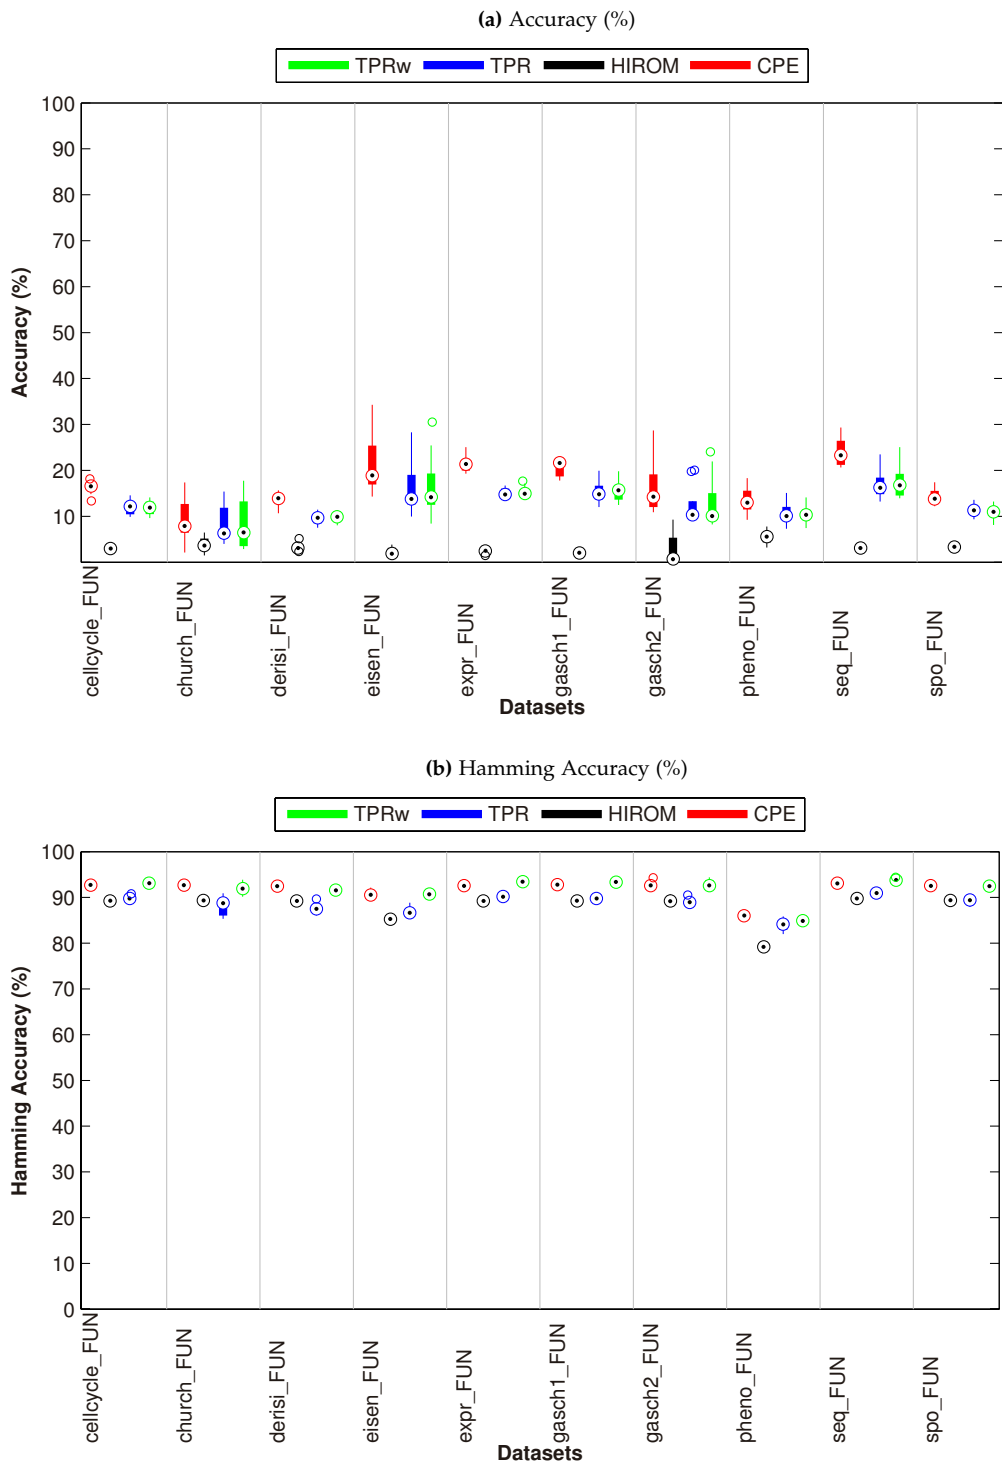 (a) Accuracy (%)
TPRw TPR HIROM CPE
100
90
80
70
60
50
40
30
20
10
Accuracy (%)
cellcycle_FUN
church_FUN
derisi_FUN
eisen_FUN
expr_FUN
gasch1_FUN
gasch2_FUN
pheno_FUN
seq_FUN
spo_FUN
Datasets
(b) Hamming Accuracy (%)
TPRw TPR HIROM CPE
100
90
80
70
60
50
40
30
20
10
0
Hamming Accuracy (%)
cellcycle_FUN
church_FUN
derisi_FUN
eisen_FUN
expr_FUN
gasch1_FUN
gasch2_FUN
pheno_FUN
seq_FUN
spo_FUN
Datasets